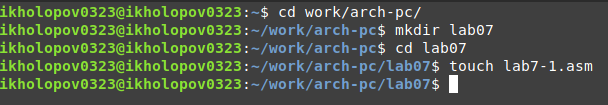 ikholopov0323@ikholopov0323:~$ cd work/arch-pc/
ikholopov0323@ikholopov0323:~/work/arch-pc$ mkdir lab07
ikholopov0323@ikholopov0323:~/work/arch-pc$ cd lab07
ikholopov0323@ikholopov0323:~/work/arch-pc/lab07$ touch lab7-1.asm
ikholopov0323@ikholopov0323:~/work/arch-pc/lab07$